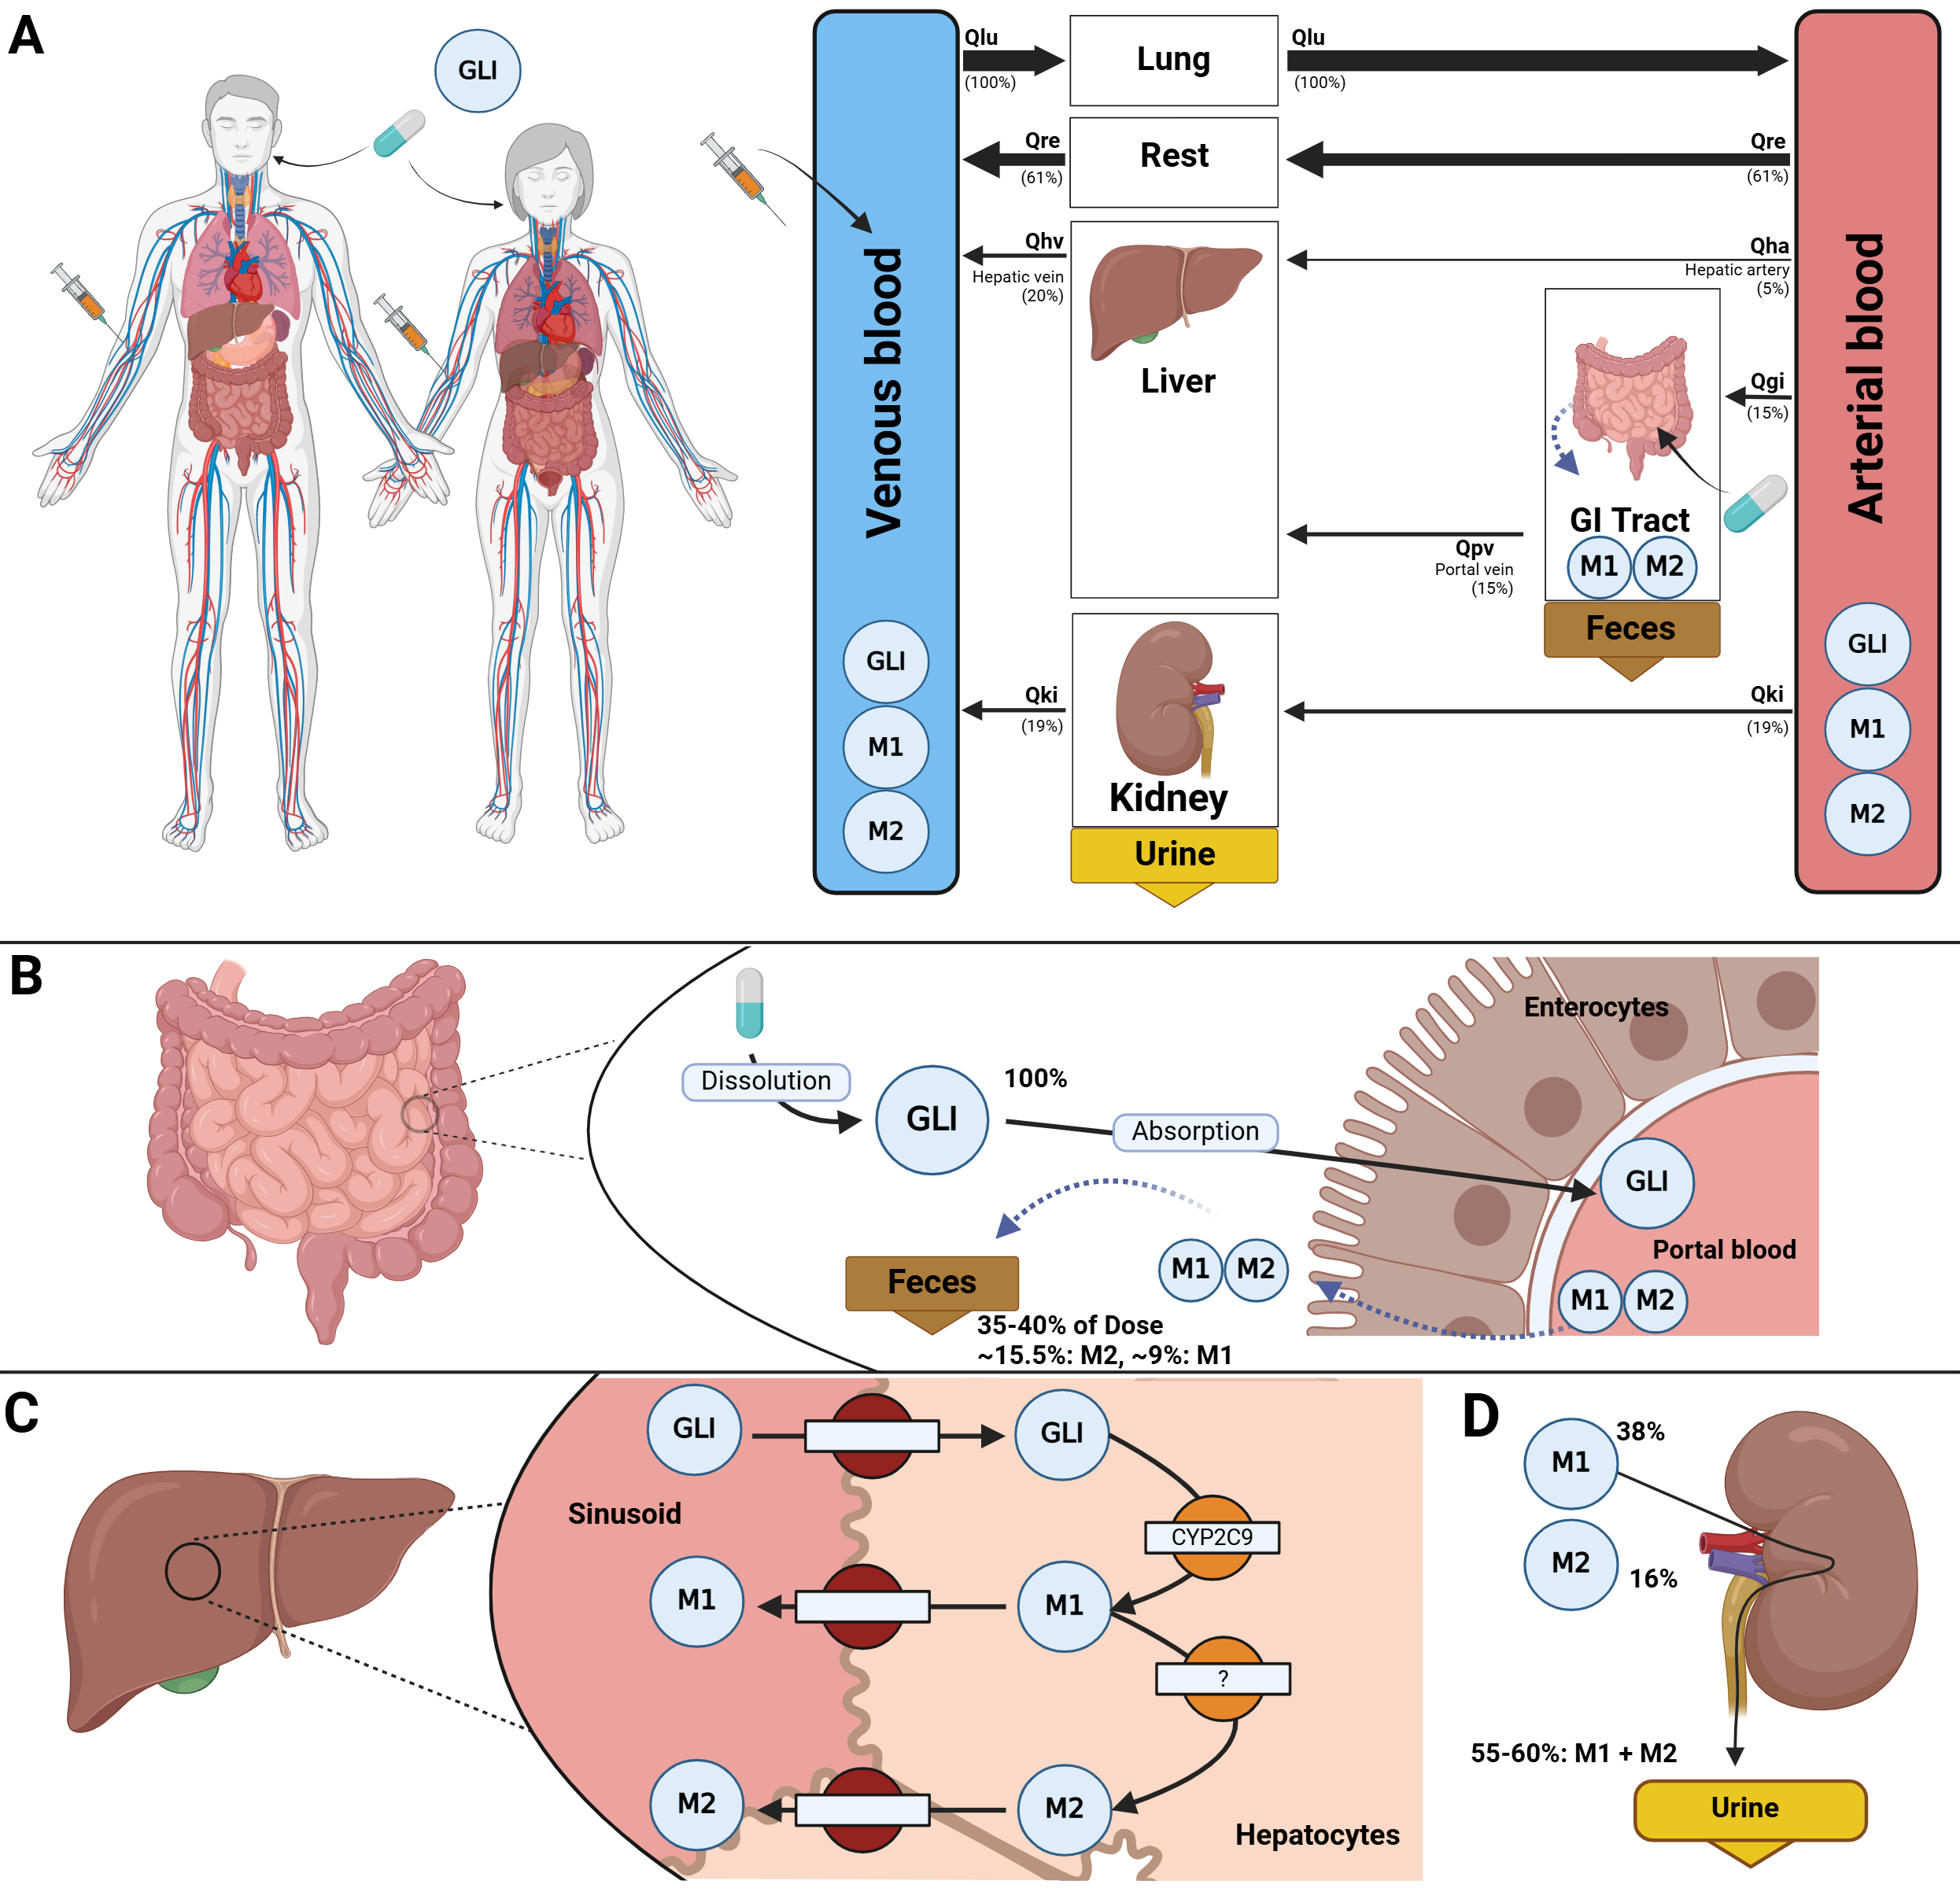 A
GLI
Venous blood
Qlu
(100%)
Lung
Qlu
(100%)
Qre
(61%)
Rest
Qre
(61%)
Qhv
Hepatic vein
(20%)
Liver
Qha
Hepatic artery
(5%)
Qgi
(15%)
GI Tract
M1 M2
Feces
Qpv
Portal vein
(15%)
Qki
(19%)
Kidney
Urine
Qki
(19%)
GLI
M1
M2
Arterial blood
GLI
M1
M2
B
Dissolution
GLI
100%
Absorption
Enterocytes
GLI
Portal blood
M1 M2
M1 M2
Feces
35-40% of Dose
~15.5%: M2, ~9%: M1
C
GLI
GLI
Sinusoid
CYP2C9
M1
M1
?
M2
M2
Hepatocytes
D
M1
38%
M2
16%
55-60%: M1 + M2
Urine